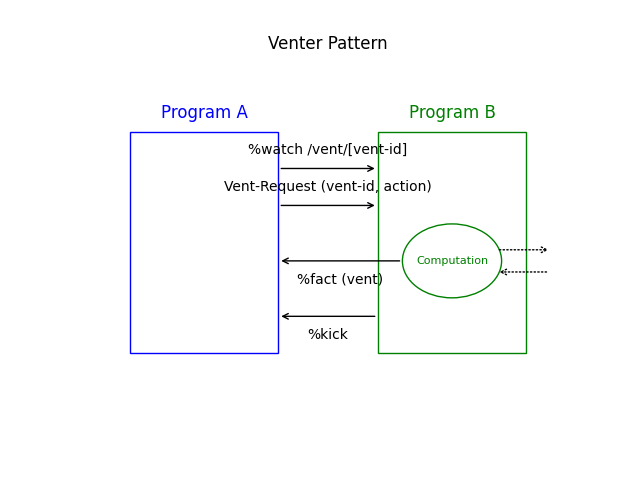 Venter Pattern
Program A
Program B
%watch /vent/[vent-id]
Vent-Request (vent-id, action)
Computation
%fact (vent)
%kick